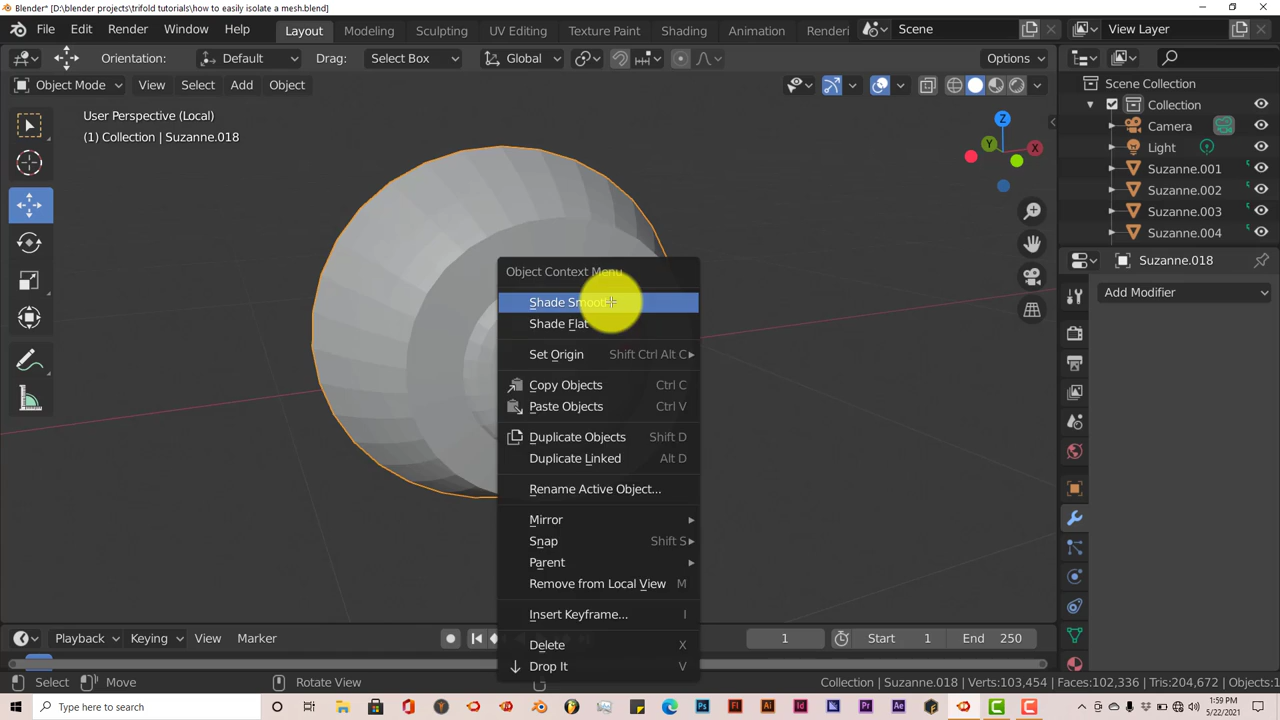 Blender* [D:\blender projects\trifold tutorials\how to easily isolate a mesh.blend]
File Edit Render Window Help Layout Modeling Sculpting UV Editing Texture Paint Shading Animation Renderi Scene View Layer
Orientation: Default Drag: Select Box Global Options
Object Mode View Select Add Object
User Perspective (Local)
(1) Collection | Suzanne.018
Z
Y
X
Scene Collection
Collection
Camera
Light
Suzanne.001
Suzanne.002
Suzanne.003
Suzanne.004
Suzanne.018
Add Modifier
Object Context Menu
Shade Smooth
Shade Flat
Set Origin Shift Ctrl Alt C
Copy Objects Ctrl C
Paste Objects Ctrl V
Duplicate Objects Shift D
Duplicate Linked Alt D
Rename Active Object...
Mirror
Snap Shift S
Parent
Remove from Local View M
Insert Keyframe... I
Delete X
Drop It V
Playback Keying View Marker 1 Start 1 End 250
Select Move Rotate View Collection | Suzanne.018 | Verts:103,454 | Faces:102,336 | Tris:204,672 | Objects:1
Type here to search
Ps Fl Ai Id Pr Ae
1:59 PM
5/22/2021